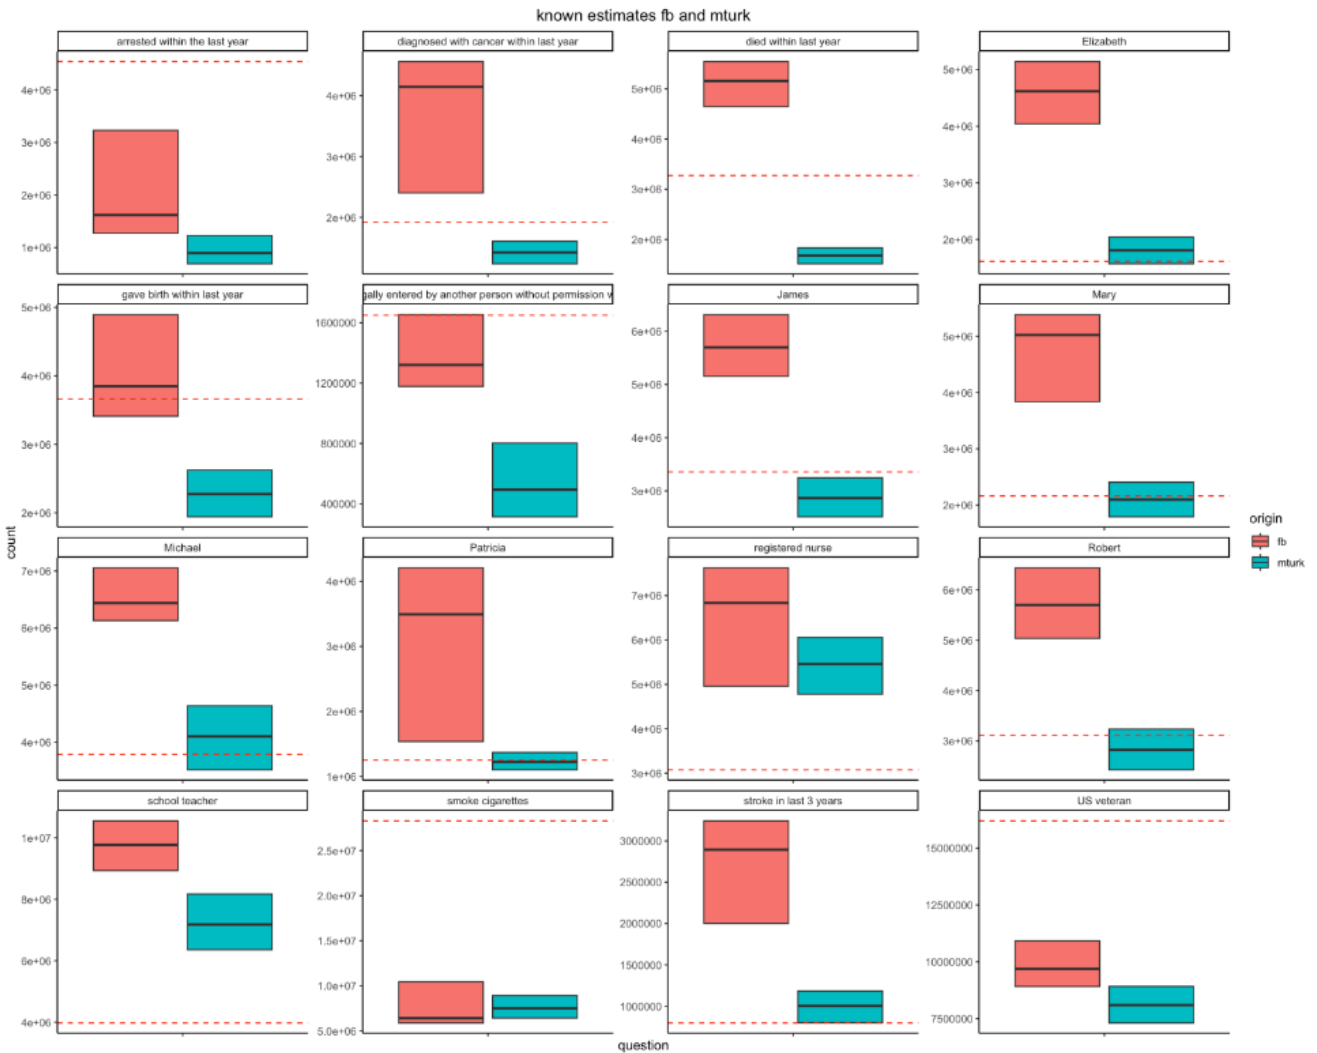 known estimates fb and mturk
arrested within the last year
diagnosed with cancer within last year
died within last year
Elizabeth
4e+06
3e+06
2e+06
1e+06
4e+06
3e+06
2e+06
5e+06
4e+06
3e+06
2e+06
5e+06
4e+06
3e+06
2e+06
gave birth within last year
gally entered by another person without permission w
James
Mary
5e+06
4e+06
3e+06
2e+06
1600000
1200000
800000
400000
6e+06
5e+06
4e+06
3e+06
5e+06
4e+06
3e+06
2e+06
count
origin
fb
mturk
Michael
Patricia
registered nurse
Robert
7e+06
6e+06
5e+06
4e+06
4e+06
3e+06
2e+06
1e+06
7e+06
6e+06
5e+06
4e+06
3e+06
6e+06
5e+06
4e+06
3e+06
school teacher
smoke cigarettes
stroke in last 3 years
US veteran
1e+07
8e+06
6e+06
4e+06
2.5e+07
2.0e+07
1.5e+07
1.0e+07
5.0e+06
3000000
2500000
2000000
1500000
1000000
15000000
12500000
10000000
7500000
question